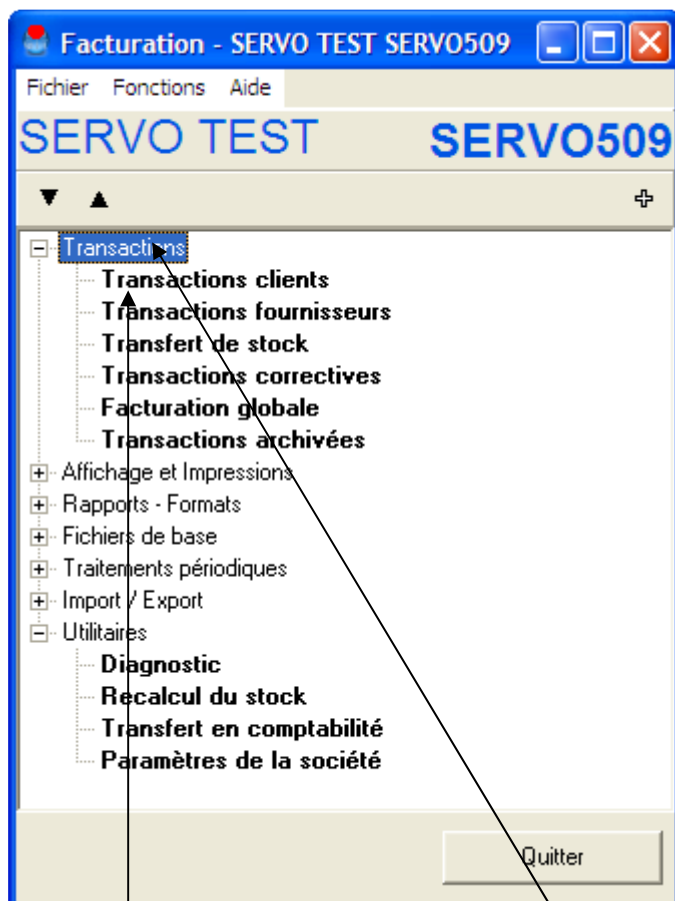 Facturation - SERVO TEST SERVO509
Fichier Fonctions Aide
SERVO TEST SERVO509
Transactions
Transactions clients
Transactions fournisseurs
Transfert de stock
Transactions correctives
Facturation globale
Transactions archivées
Affichage et Impressions
Rapports - Formats
Fichiers de base
Traitements périodiques
Import / Export
Utilitaires
Diagnostic
Recalcul du stock
Transfert en comptabilité
Paramètres de la société
Quitter